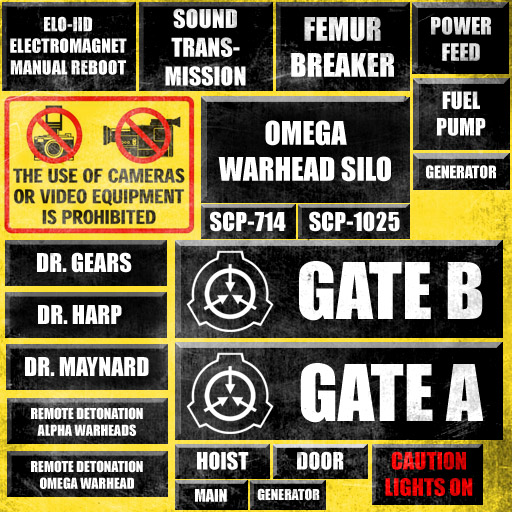 ELO-IID
ELECTROMAGNET
MANUAL REBOOT
SOUND
TRANS-
MISSION
FEMUR
BREAKER
POWER
FEED
FUEL
PUMP
GENERATOR
THE USE OF CAMERAS
OR VIDEO EQUIPMENT
IS PROHIBITED
OMEGA
WARHEAD SILO
SCP-714
SCP-1025
DR. GEARS
DR. HARP
DR. MAYNARD
REMOTE DETONATION
ALPHA WARHEADS
REMOTE DETONATION
OMEGA WARHEAD
GATE B
GATE A
HOIST
DOOR
MAIN
GENERATOR
CAUTION
LIGHTS ON